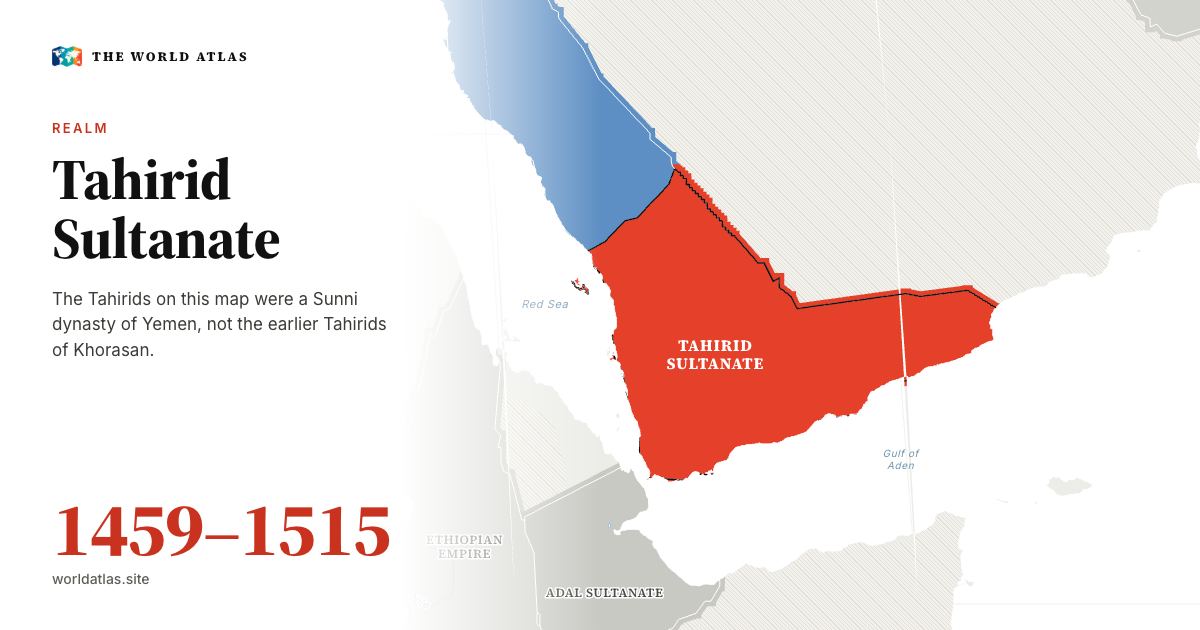 THE WORLD ATLAS
REALM
Tahirid
Sultanate
The Tahirids on this map were a Sunni
dynasty of Yemen, not the earlier Tahirids
of Khorasan.
1459–1515
worldatlas.site
Red Sea
TAHIRID
SULTANATE
Gulf of
Aden
ETHIOPIAN
EMPIRE
ADAL SULTANATE